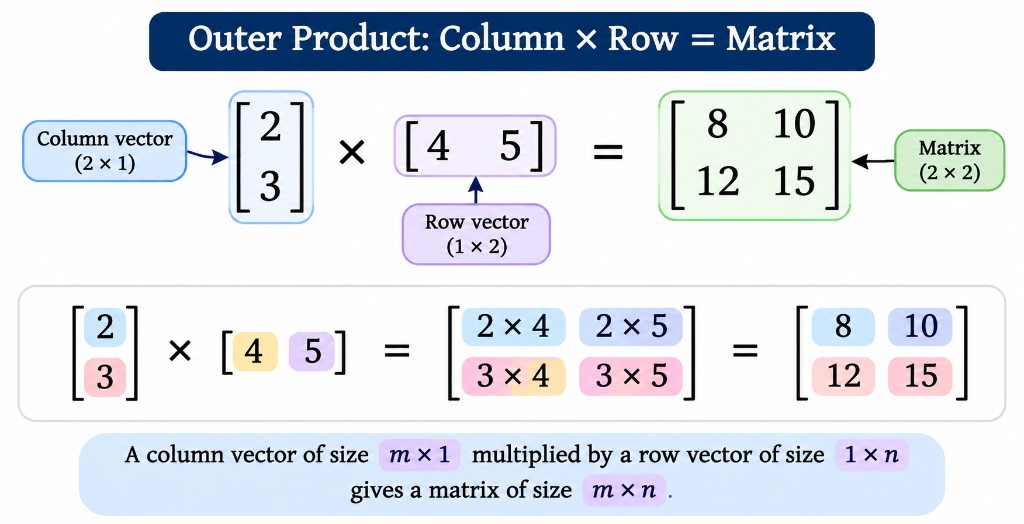 Outer Product: Column × Row = Matrix
Column vector
(2 × 1)
[2
3]
×
[4 5]
=
[8 10
12 15]
Matrix
(2 × 2)
Row vector
(1 × 2)
[2
3]
×
[4 5]
=
[2 × 4 2 × 5
3 × 4 3 × 5]
=
[8 10
12 15]
A column vector of size m × 1 multiplied by a row vector of size 1 × n
gives a matrix of size m × n .